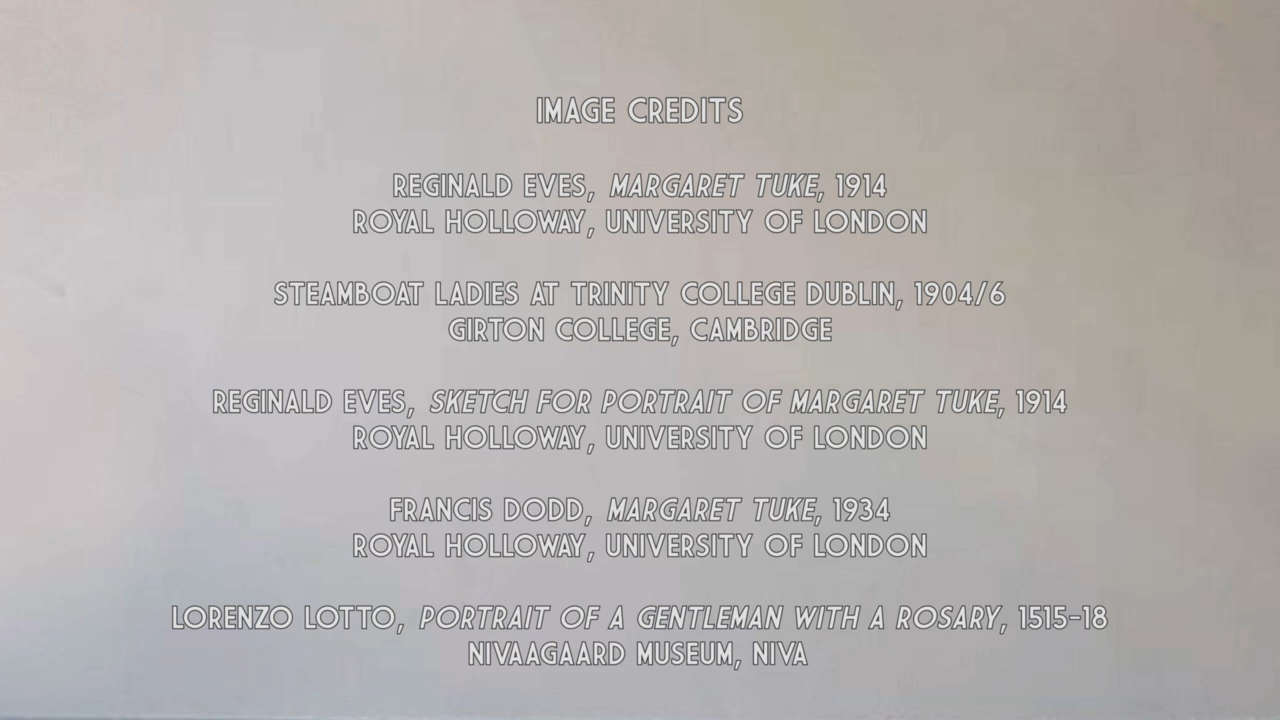 IMAGE CREDITS
REGINALD EVES, MARGARET TUKE, 1914
ROYAL HOLLOWAY, UNIVERSITY OF LONDON
STEAMBOAT LADIES AT TRINITY COLLEGE DUBLIN, 1904/6
GIRTON COLLEGE, CAMBRIDGE
REGINALD EVES, SKETCH FOR PORTRAIT OF MARGARET TUKE, 1914
ROYAL HOLLOWAY, UNIVERSITY OF LONDON
FRANCIS DODD, MARGARET TUKE, 1934
ROYAL HOLLOWAY, UNIVERSITY OF LONDON
LORENZO LOTTO, PORTRAIT OF A GENTLEMAN WITH A ROSARY, 1515-18
NIVAAGAARD MUSEUM, NIVA